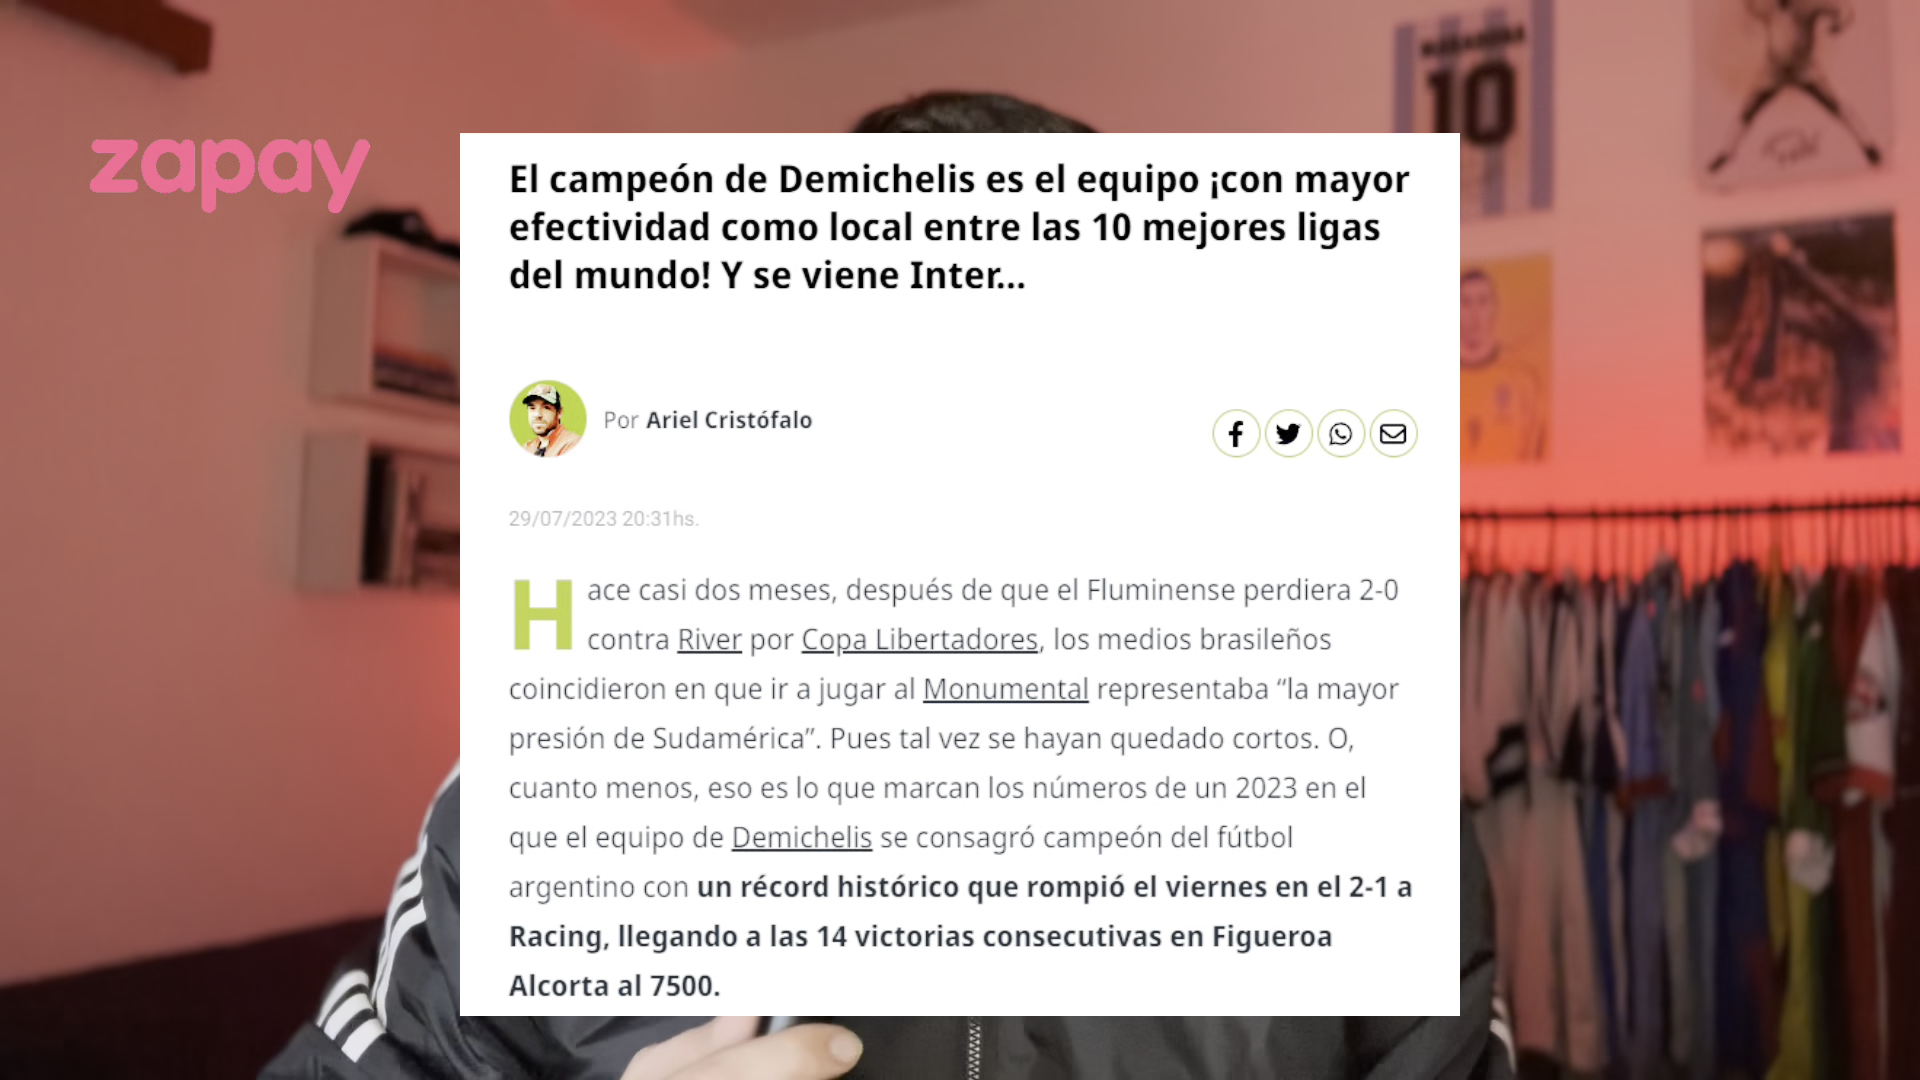 zapay
El campeón de Demichelis es el equipo ¡con mayor
efectividad como local entre las 10 mejores ligas
del mundo! Y se viene Inter...
Por Ariel Cristófalo
29/07/2023 20:31hs.
Hace casi dos meses, después de que el Fluminense perdiera 2-0
contra River por Copa Libertadores, los medios brasileños
coincidieron en que ir a jugar al Monumental representaba “la mayor
presión de Sudamérica”. Pues tal vez se hayan quedado cortos. O,
cuanto menos, eso es lo que marcan los números de un 2023 en el
que el equipo de Demichelis se consagró campeón del fútbol
argentino con un récord histórico que rompió el viernes en el 2-1 a
Racing, llegando a las 14 victorias consecutivas en Figueroa
Alcorta al 7500.
10